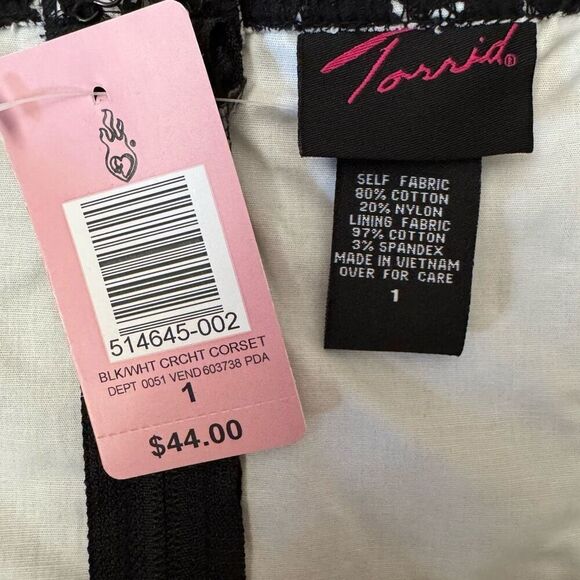 514645-002
BLK/WHT CRCHT CORSET
DEPT 0051 VEND 603738 PDA
1
$44.00
Torrid®
SELF FABRIC
80% COTTON
20% NYLON
LINING FABRIC
97% COTTON
3% SPANDEX
MADE IN VIETNAM
OVER FOR CARE
1